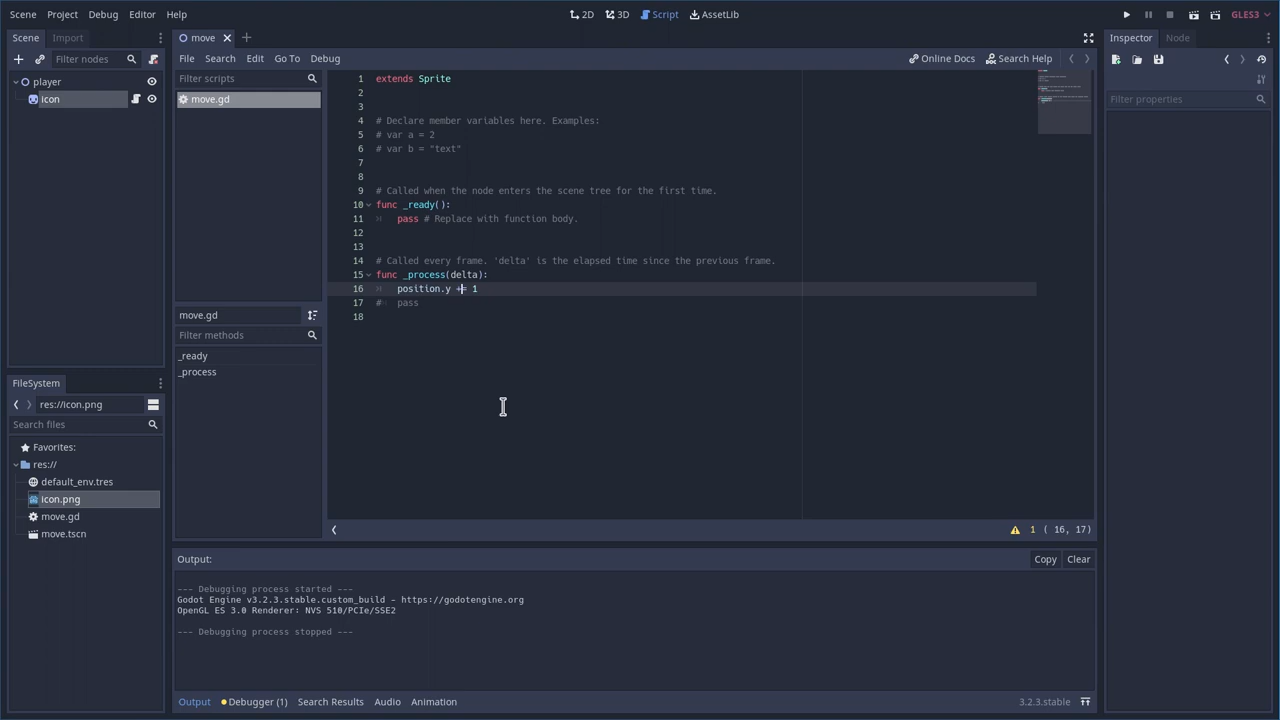 Scene Project Debug Editor Help
2D 3D Script AssetLib
GLES3
Scene Import
Filter nodes
player
icon
move
File Search Edit Go To Debug
Online Docs Search Help
Filter scripts
move.gd
move.gd
Filter methods
_ready
_process
1 extends Sprite
2
3
4 # Declare member variables here. Examples:
5 # var a = 2
6 # var b = "text"
7
8
9 # Called when the node enters the scene tree for the first time.
10 func _ready():
11 pass # Replace with function body.
12
13
14 # Called every frame. 'delta' is the elapsed time since the previous frame.
15 func _process(delta):
16 position.y += 1
17 # pass
18
1 ( 16, 17)
Inspector Node
Filter properties
FileSystem
res://icon.png
Search files
Favorites:
res://
default_env.tres
icon.png
move.gd
move.tscn
Output:
Copy Clear
--- Debugging process started ---
Godot Engine v3.2.3.stable.custom_build - https://godotengine.org
OpenGL ES 3.0 Renderer: NVS 510/PCIe/SSE2
--- Debugging process stopped ---
Output Debugger (1) Search Results Audio Animation
3.2.3.stable